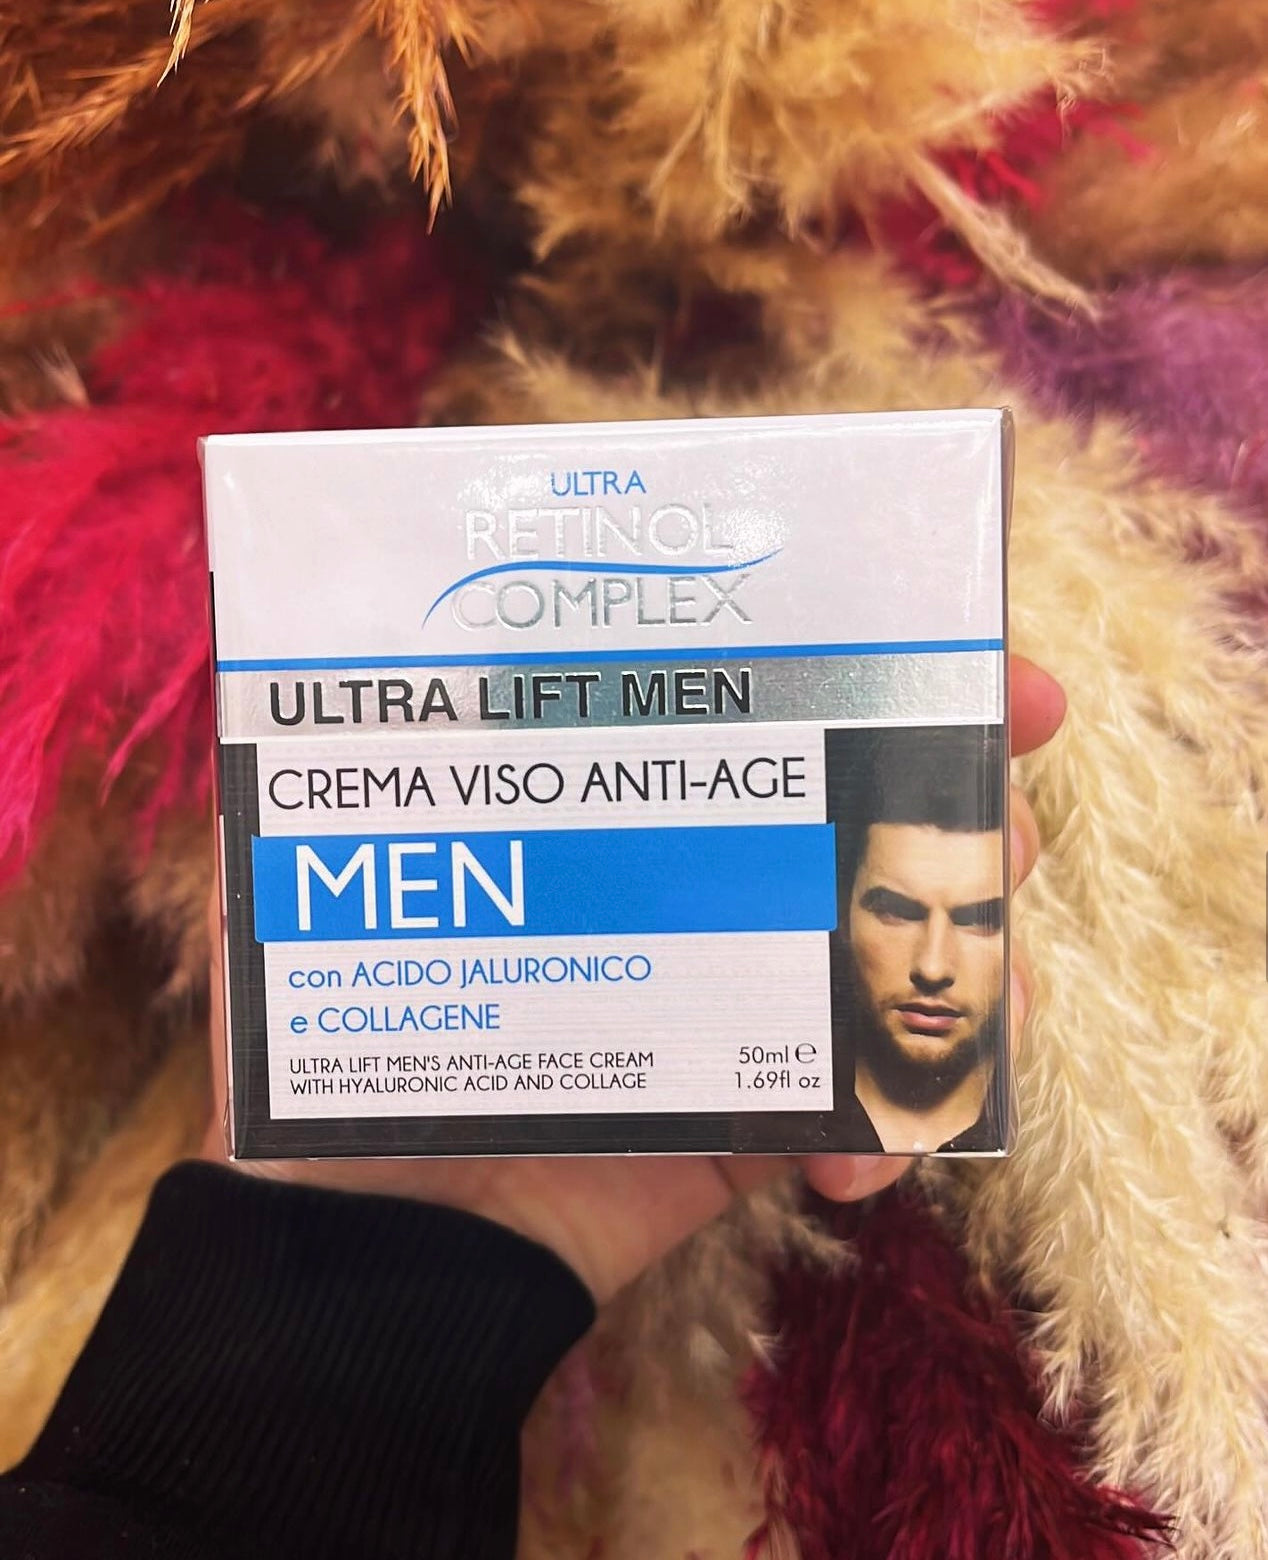 ULTRA
RETINOL
COMPLEX
ULTRA LIFT MEN
CREMA VISO ANTI-AGE
MEN
con ACIDO JALURONICO
e COLLAGENE
ULTRA LIFT MEN'S ANTI-AGE FACE CREAM
WITH HYALURONIC ACID AND COLLAGE
50ml ℮
1.69fl oz